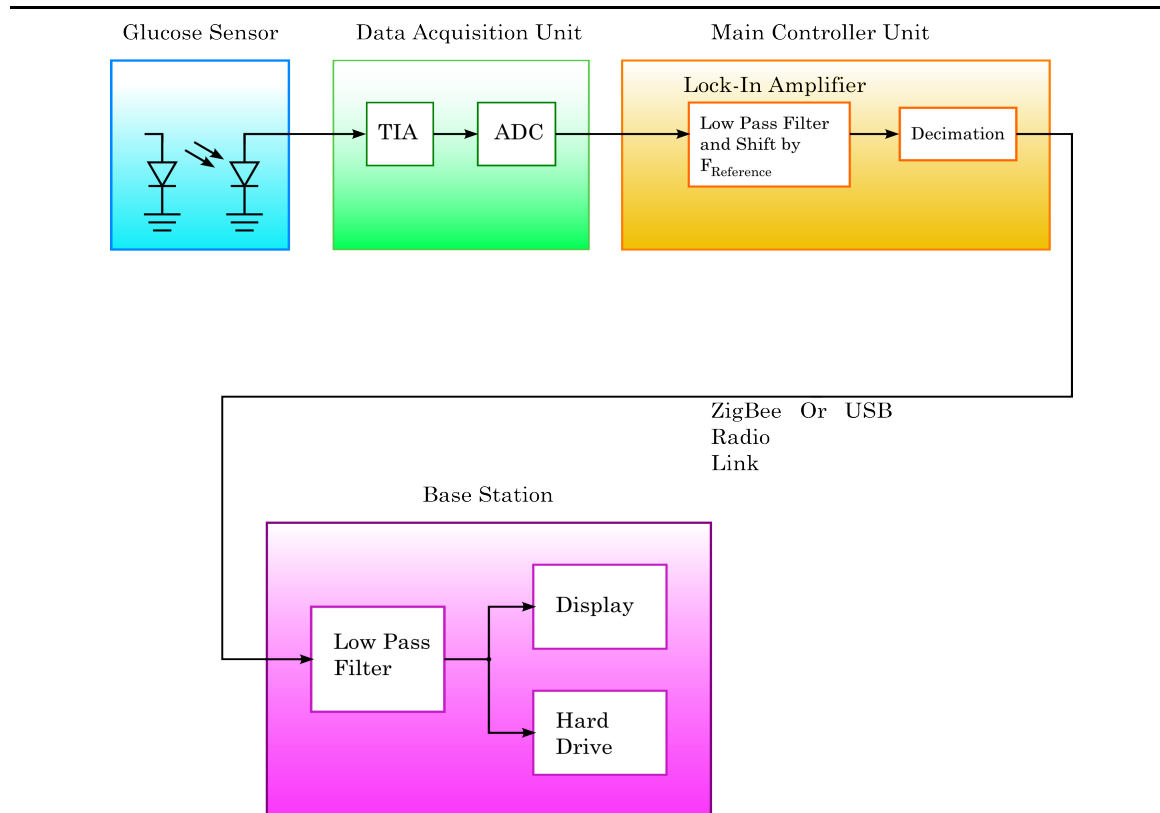 Glucose Sensor
Data Acquisition Unit
Main Controller Unit
Lock-In Amplifier
TIA
ADC
Low Pass Filter
and Shift by
FReference
Decimation
ZigBee Or USB
Radio
Link
Base Station
Low Pass
Filter
Display
Hard
Drive